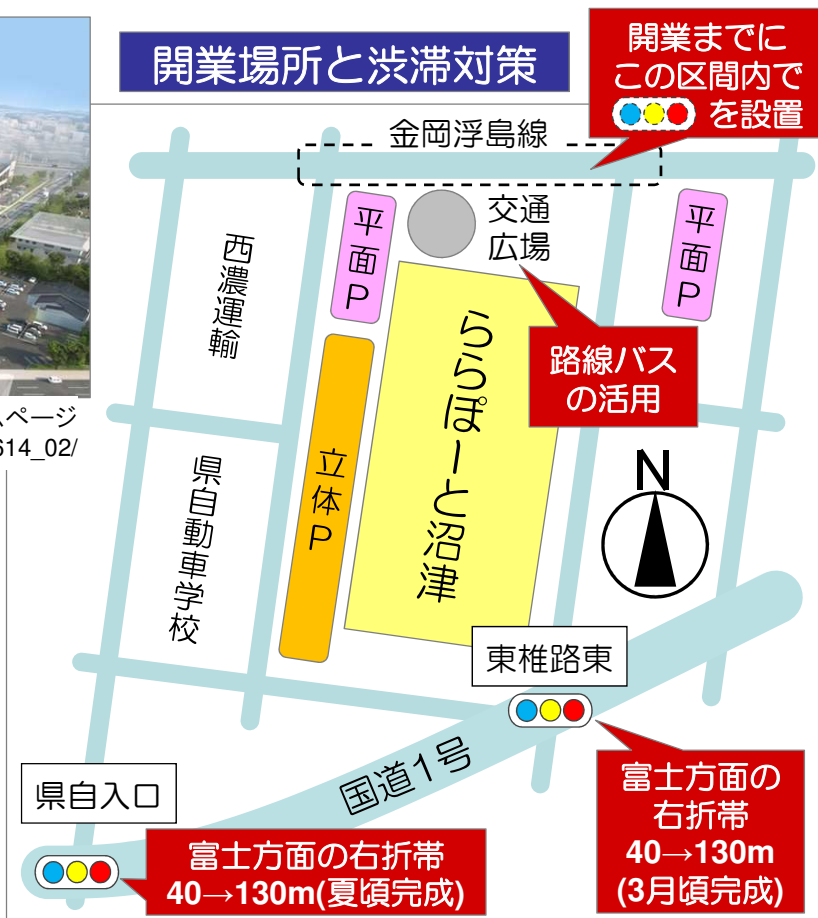 開業場所と渋滞対策
開業までに
この区間内で
を設置
金岡浮島線
交通
広場
平面P
平面P
西濃運輸
ららぽーと沼津
路線バス
の活用
ムページ
614_02/
立体P
県自動車学校
N
東椎路東
国道1号
県自入口
富士方面の
右折帯
40→130m
(3月頃完成)
富士方面の右折帯
40→130m(夏頃完成)